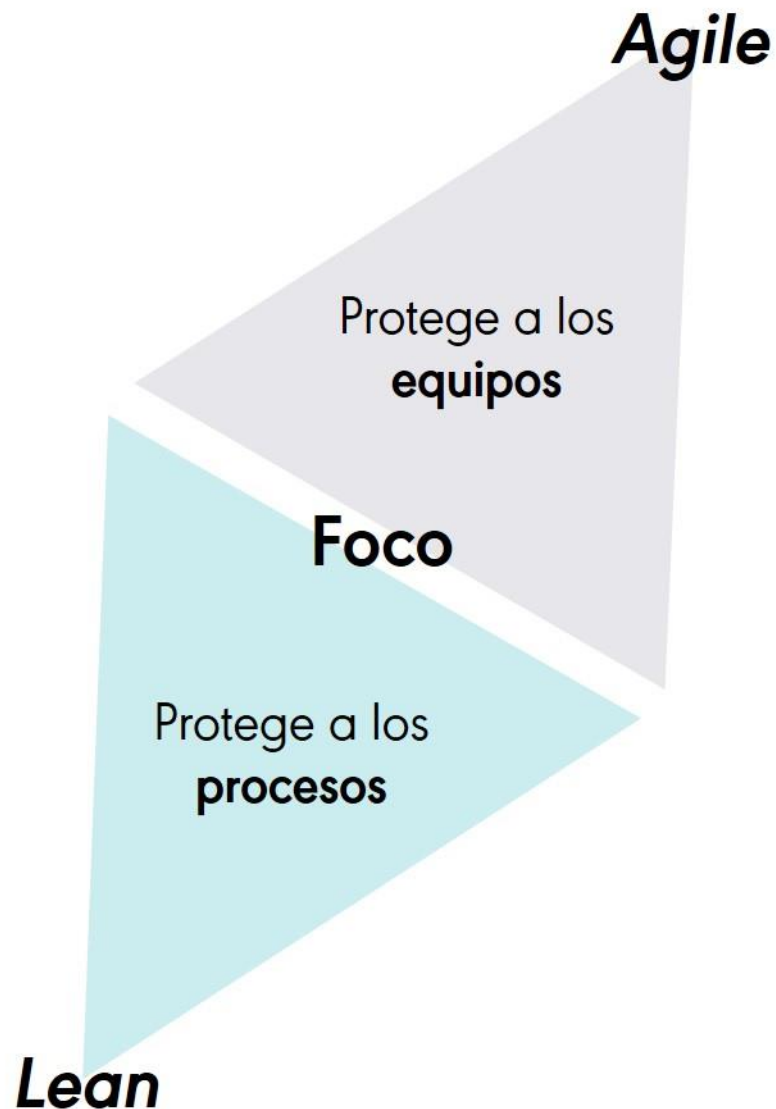 Agile
Protege a los
equipos
Foco
Protege a los
procesos
Lean